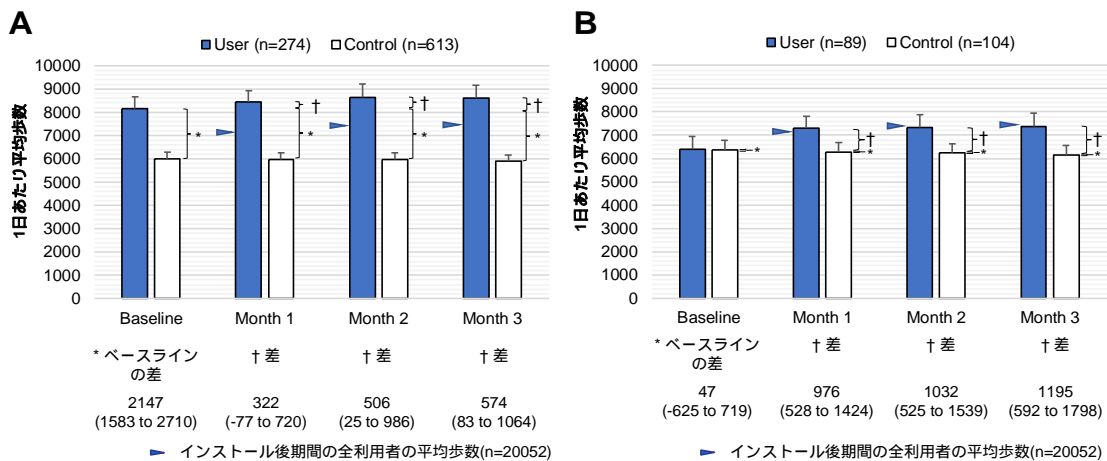 A
User (n=274) Control (n=613)
1日あたり平均歩数
10000
9000
8000
7000
6000
5000
4000
3000
2000
1000
0
†
†
†
*
*
*
*
Baseline Month 1 Month 2 Month 3
* ベースライン
の差
† 差 † 差 † 差
2147 322 506 574
(1583 to 2710) (-77 to 720) (25 to 986) (83 to 1064)
インストール後期間の全利用者の平均歩数(n=20052)
B
User (n=89) Control (n=104)
1日あたり平均歩数
10000
9000
8000
7000
6000
5000
4000
3000
2000
1000
0
†
†
†
*
*
*
*
Baseline Month 1 Month 2 Month 3
* ベースライン
の差
† 差 † 差 † 差
47 976 1032 1195
(-625 to 719) (528 to 1424) (525 to 1539) (592 to 1798)
インストール後期間の全利用者の平均歩数(n=20052)